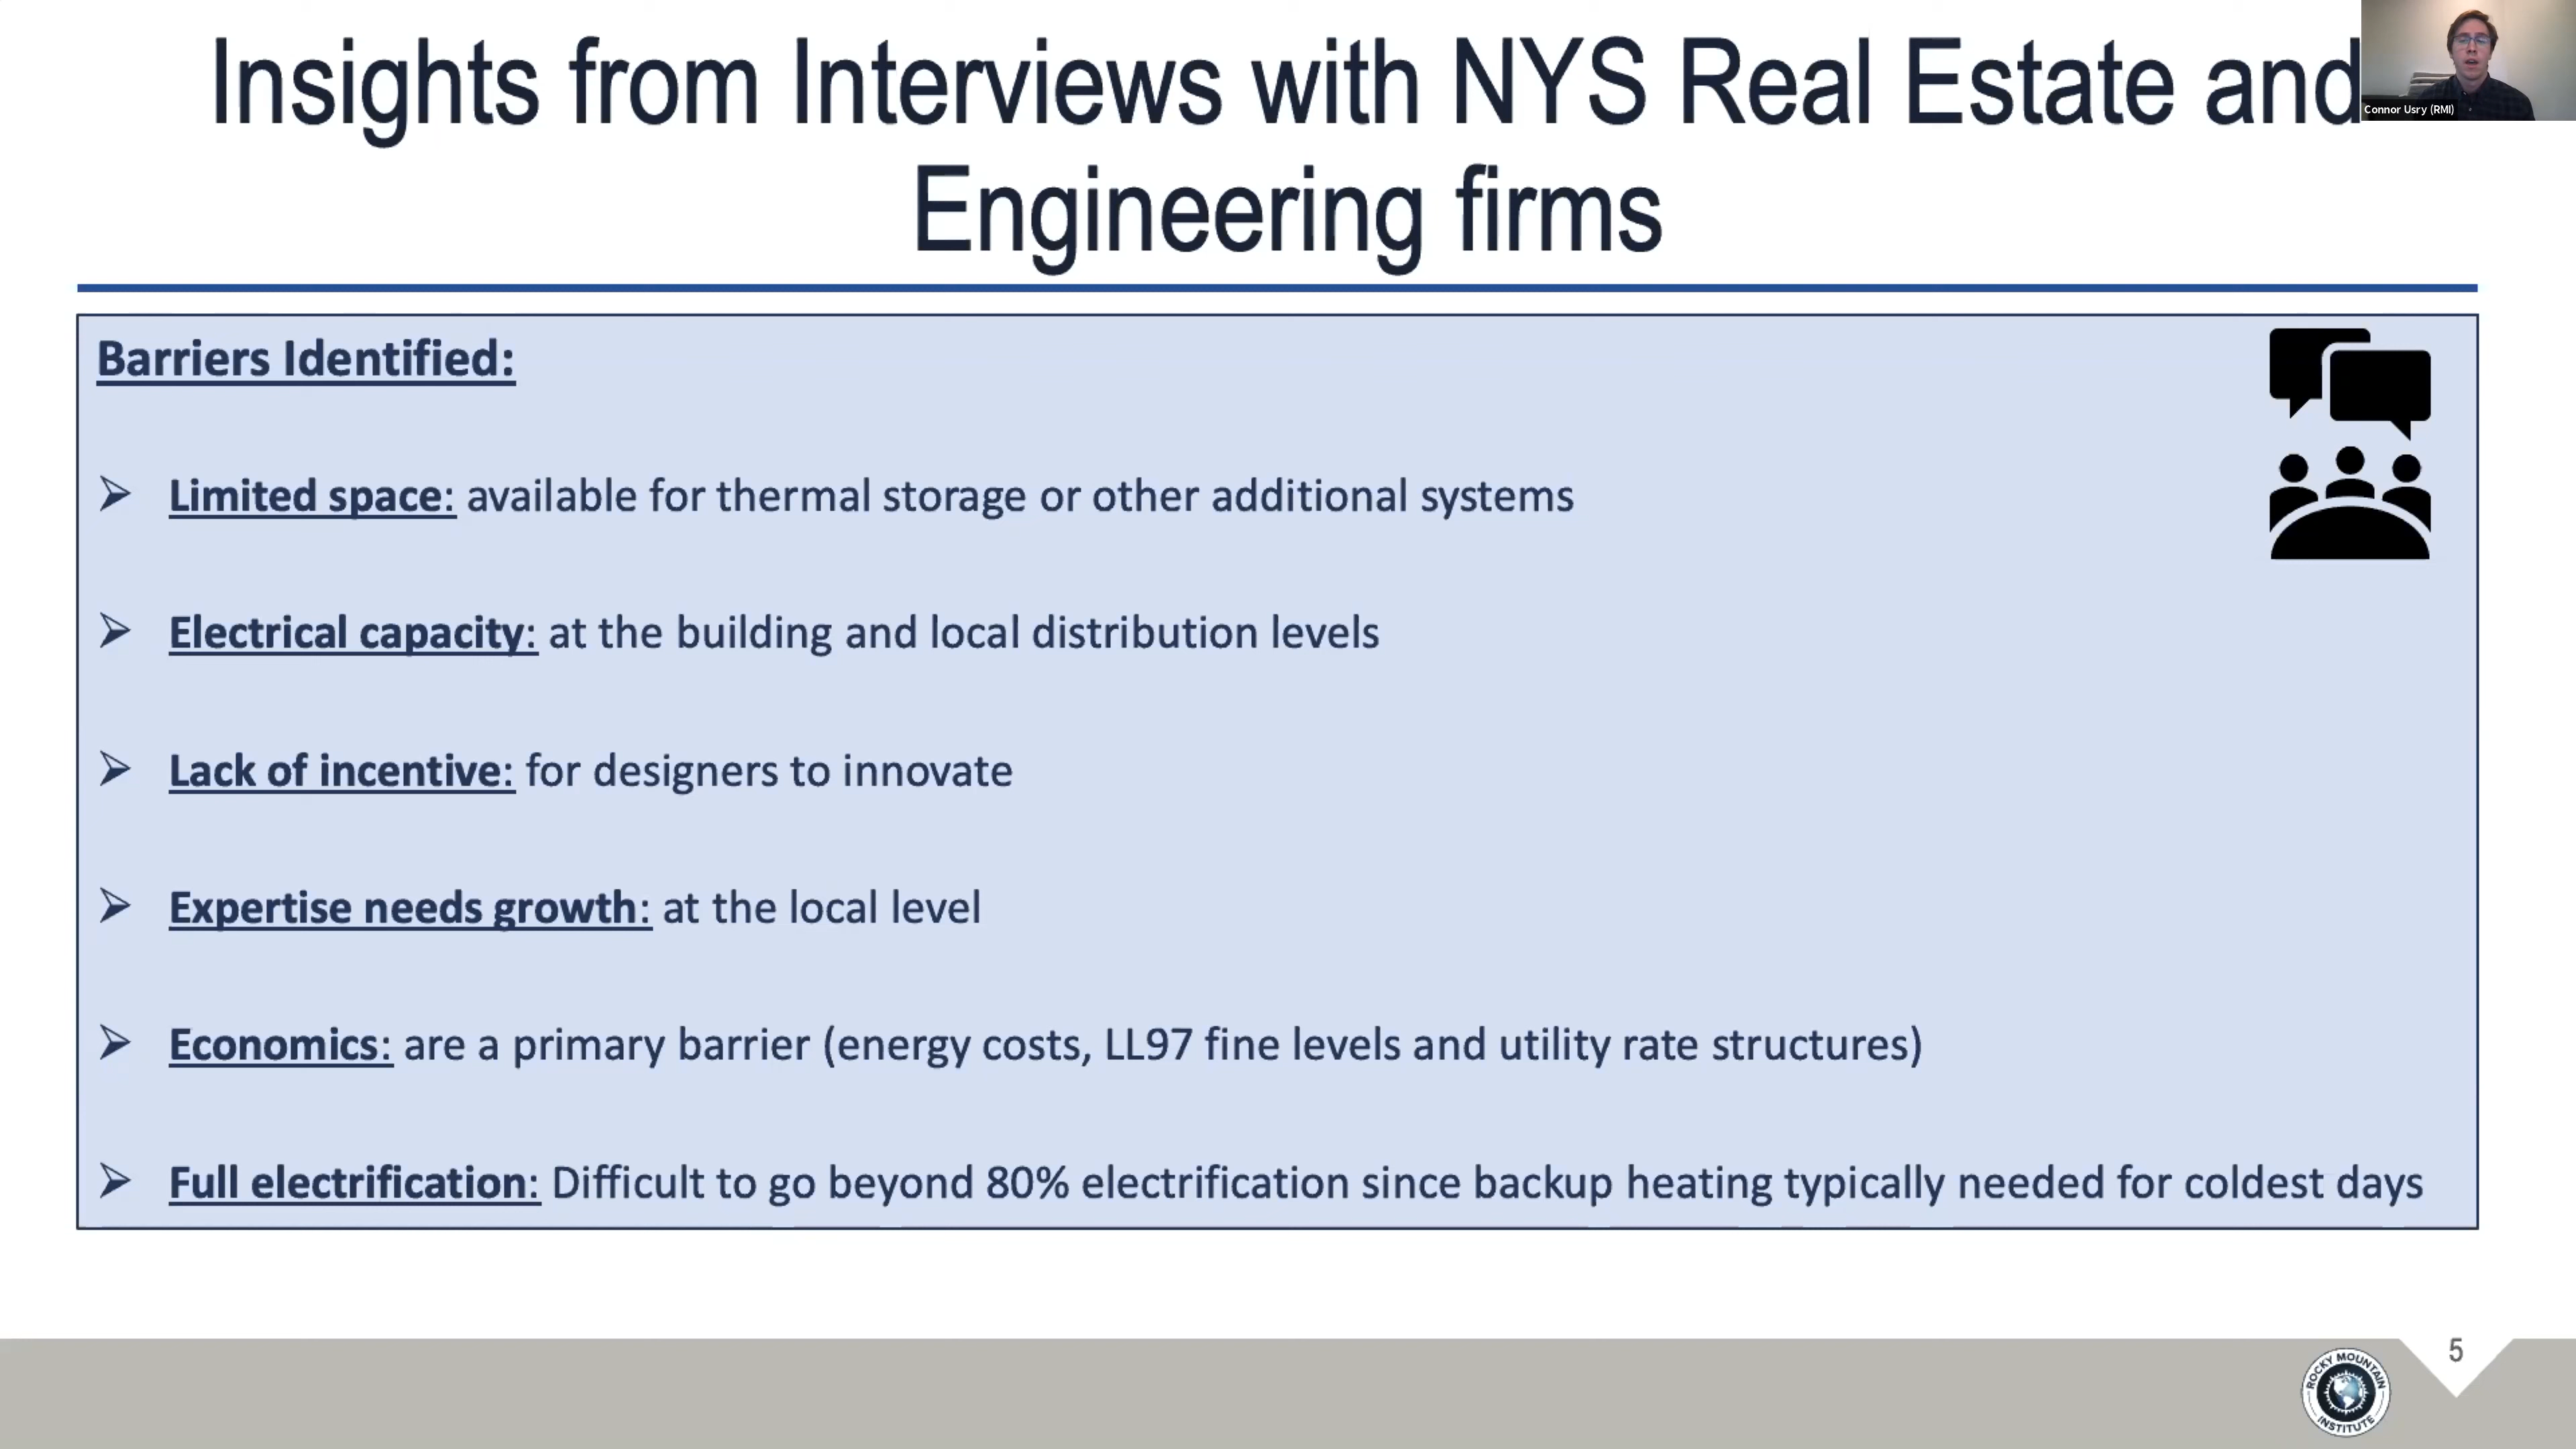 Insights from Interviews with NYS Real Estate and
Engineering firms
Connor Usry (RMI)
Barriers Identified:
Limited space: available for thermal storage or other additional systems
Electrical capacity: at the building and local distribution levels
Lack of incentive: for designers to innovate
Expertise needs growth: at the local level
Economics: are a primary barrier (energy costs, LL97 fine levels and utility rate structures)
Full electrification: Difficult to go beyond 80% electrification since backup heating typically needed for coldest days
5
ROCKY MOUNTAIN
INSTITUTE